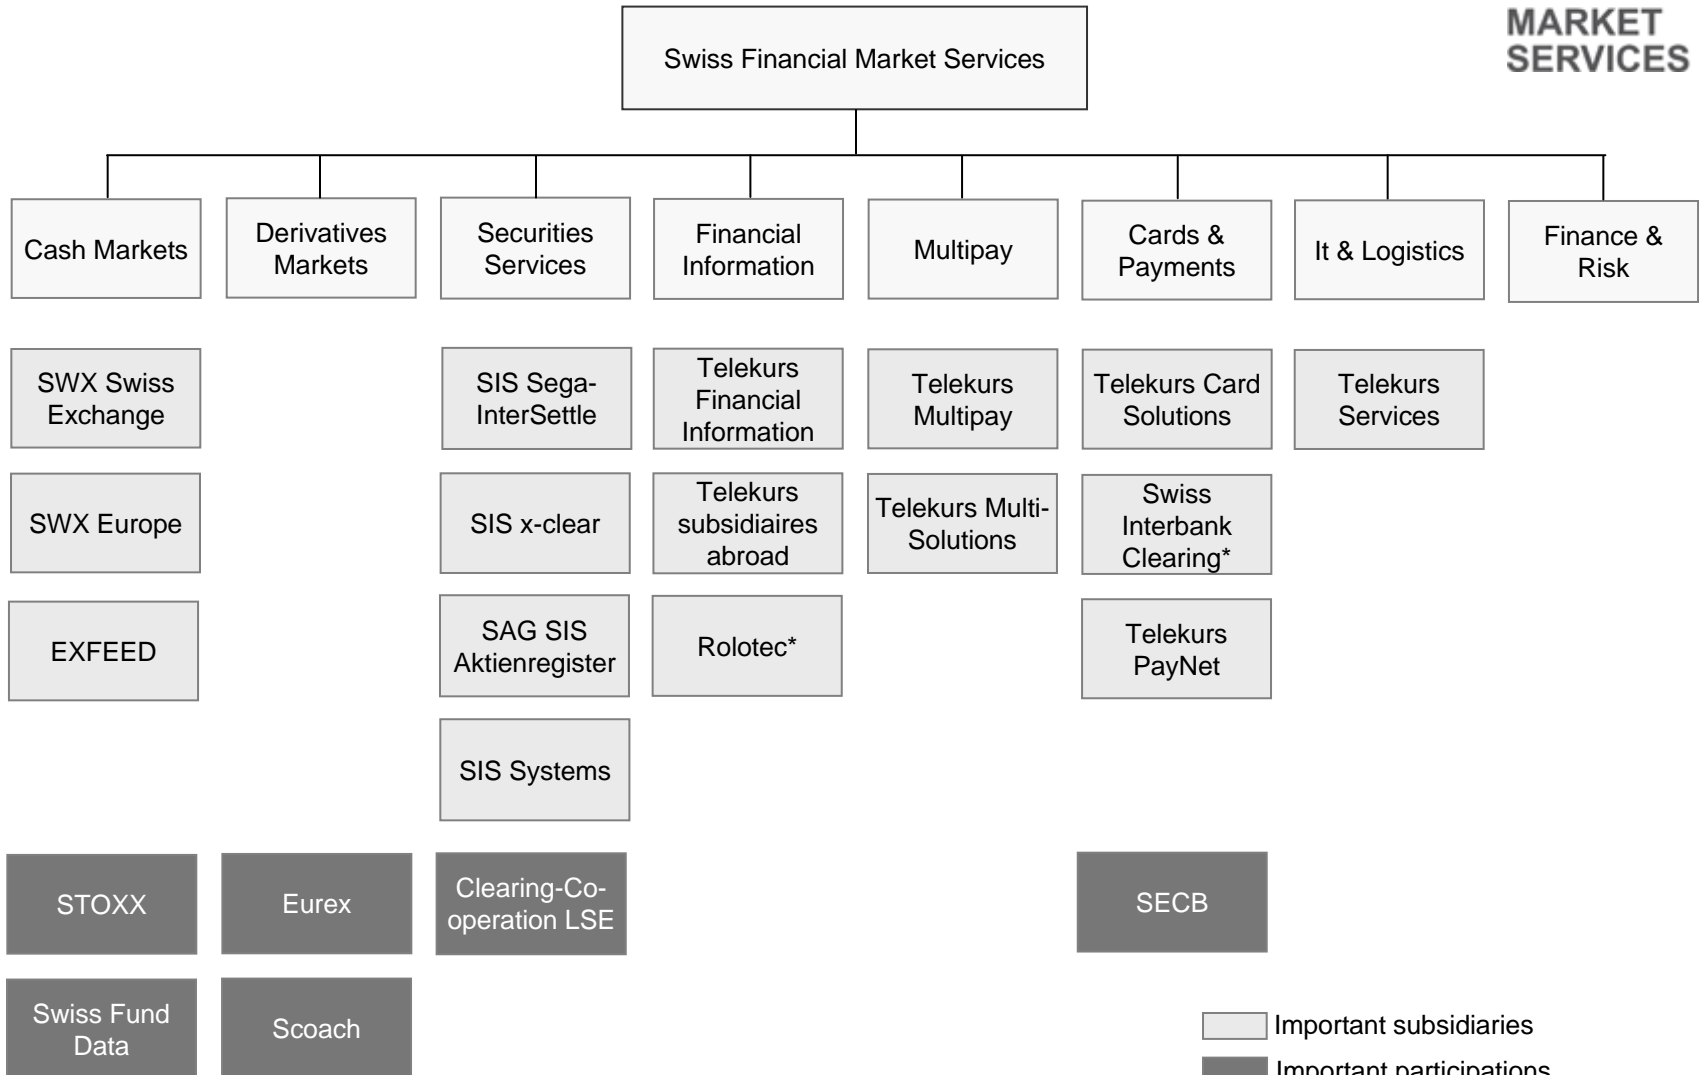 MARKET
SERVICES
Swiss Financial Market Services
Cash Markets
Derivatives
Markets
Securities
Services
Financial
Information
Multipay
Cards &
Payments
It & Logistics
Finance &
Risk
SWX Swiss
Exchange
SIS Sega-
InterSettle
Telekurs
Financial
Information
Telekurs
Multipay
Telekurs Card
Solutions
Telekurs
Services
SWX Europe
SIS x-clear
Telekurs
subsidiaires
abroad
Telekurs Multi-
Solutions
Swiss
Interbank
Clearing*
EXFEED
SAG SIS
Aktienregister
Rolotec*
Telekurs
PayNet
SIS Systems
STOXX
Eurex
Clearing-Co-
operation LSE
SECB
Swiss Fund
Data
Scoach
Important subsidiaries
Important participations